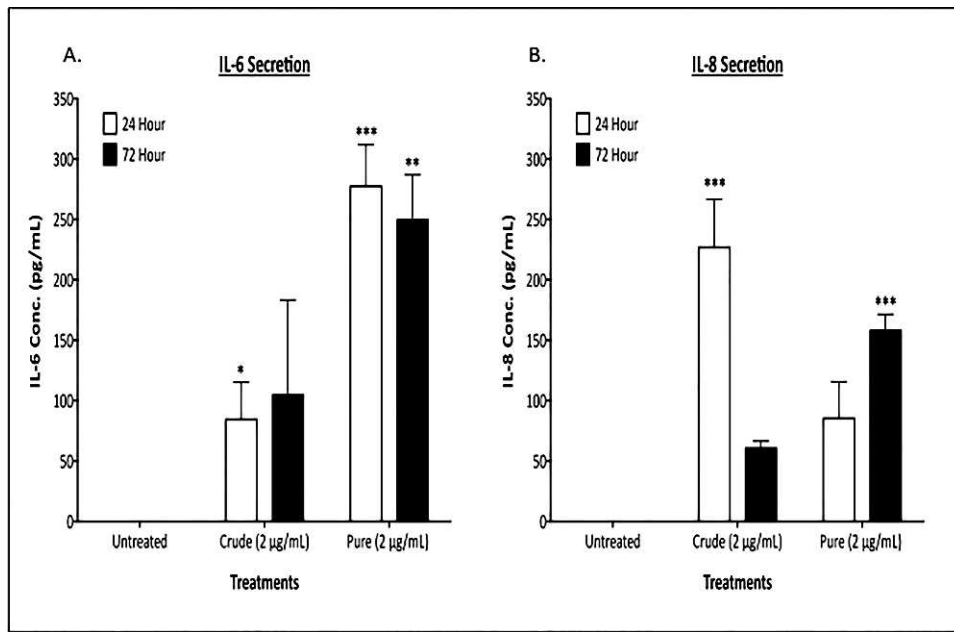 A.
IL-6 Secretion
350
300
250
200
150
100
50
0
IL-6 Conc. (pg/mL)
24 Hour
72 Hour
*
***
**
Untreated
Crude (2 µg/mL)
Pure (2 µg/mL)
Treatments
B.
IL-8 Secretion
350
300
250
200
150
100
50
0
IL-8 Conc. (pg/mL)
24 Hour
72 Hour
***
***
Untreated
Crude (2 µg/mL)
Pure (2 µg/mL)
Treatments